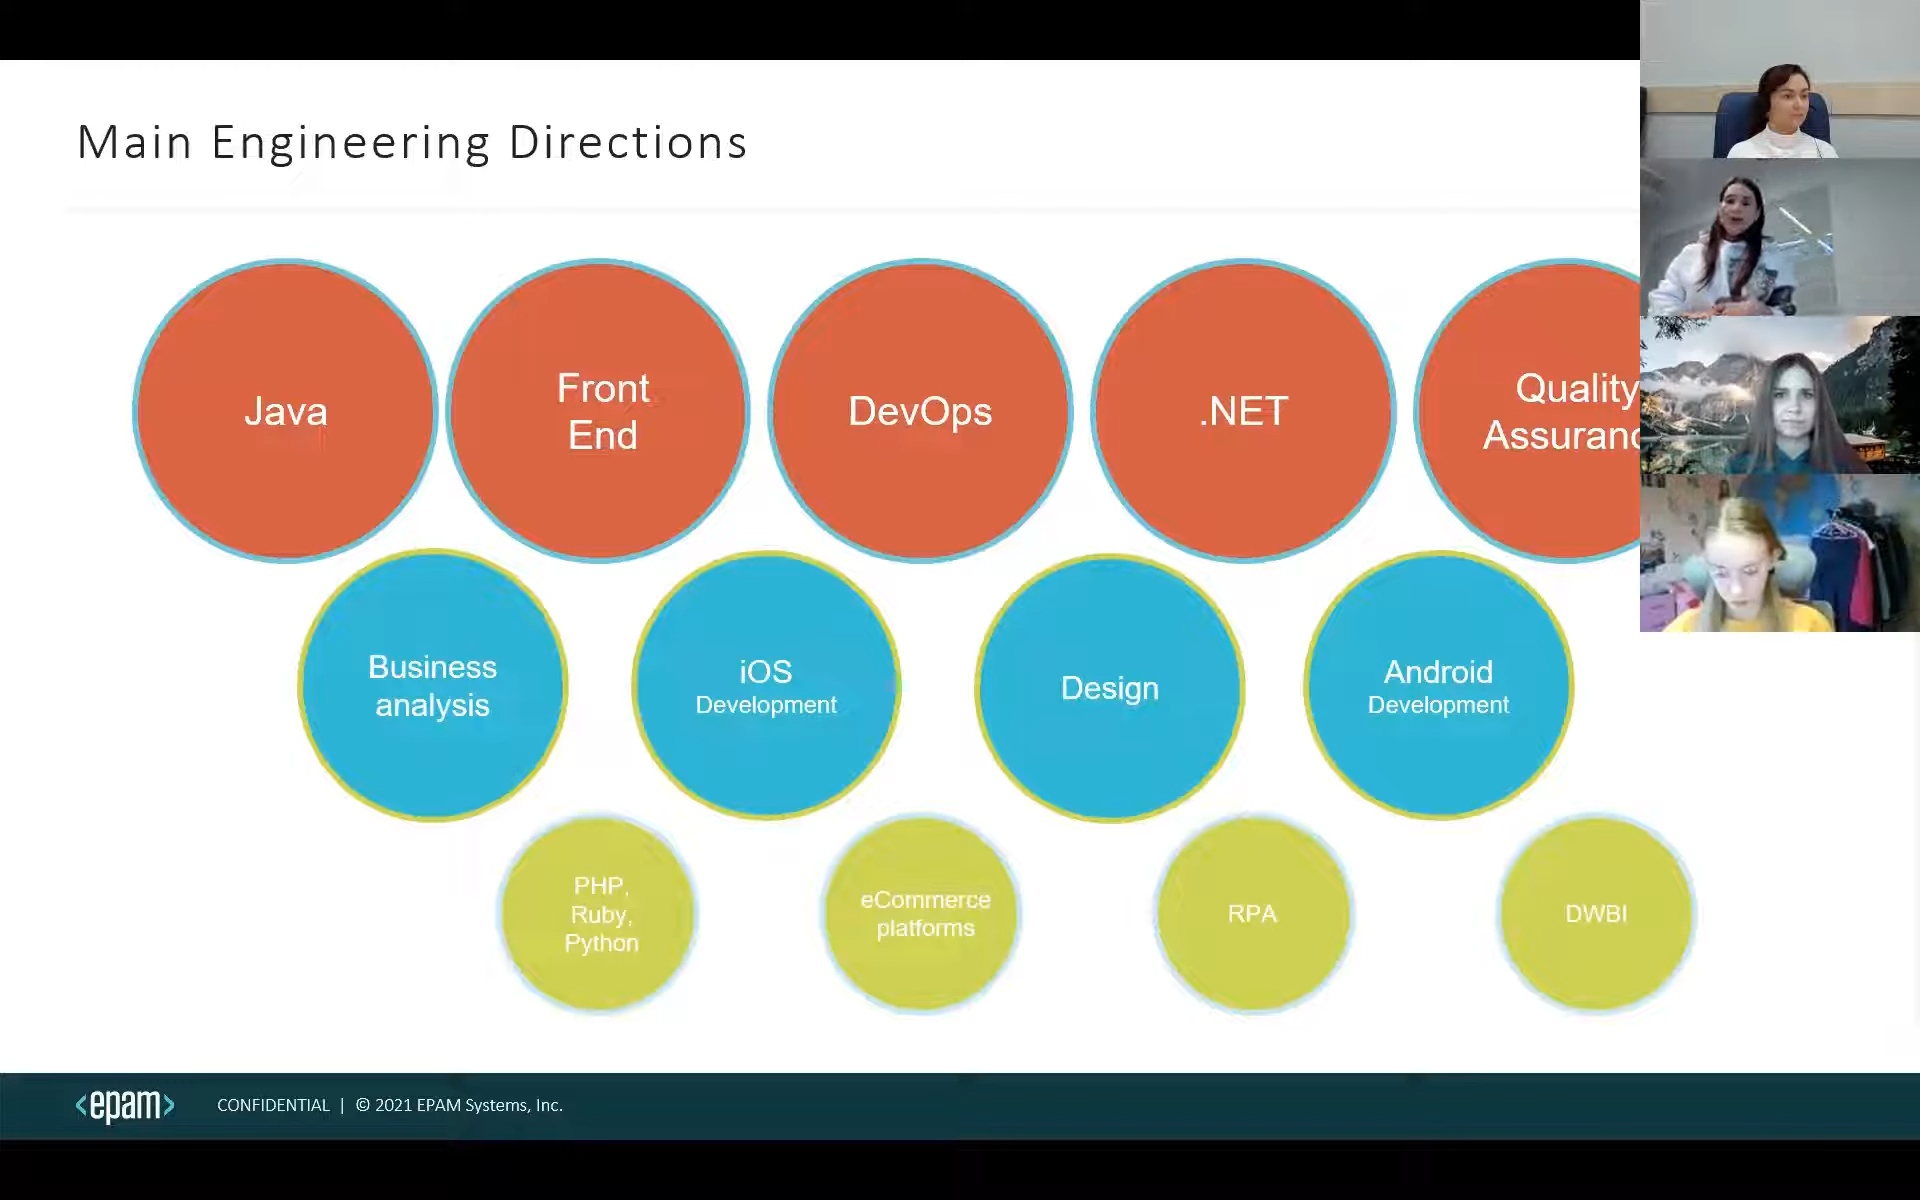 Main Engineering Directions
Java
Front
End
DevOps
.NET
Quality
Assuranc
Business
analysis
iOS
Development
Design
Android
Development
PHP,
Ruby,
Python
eCommerce
platforms
RPA
DWBI
<epam> CONFIDENTIAL | © 2021 EPAM Systems, Inc.